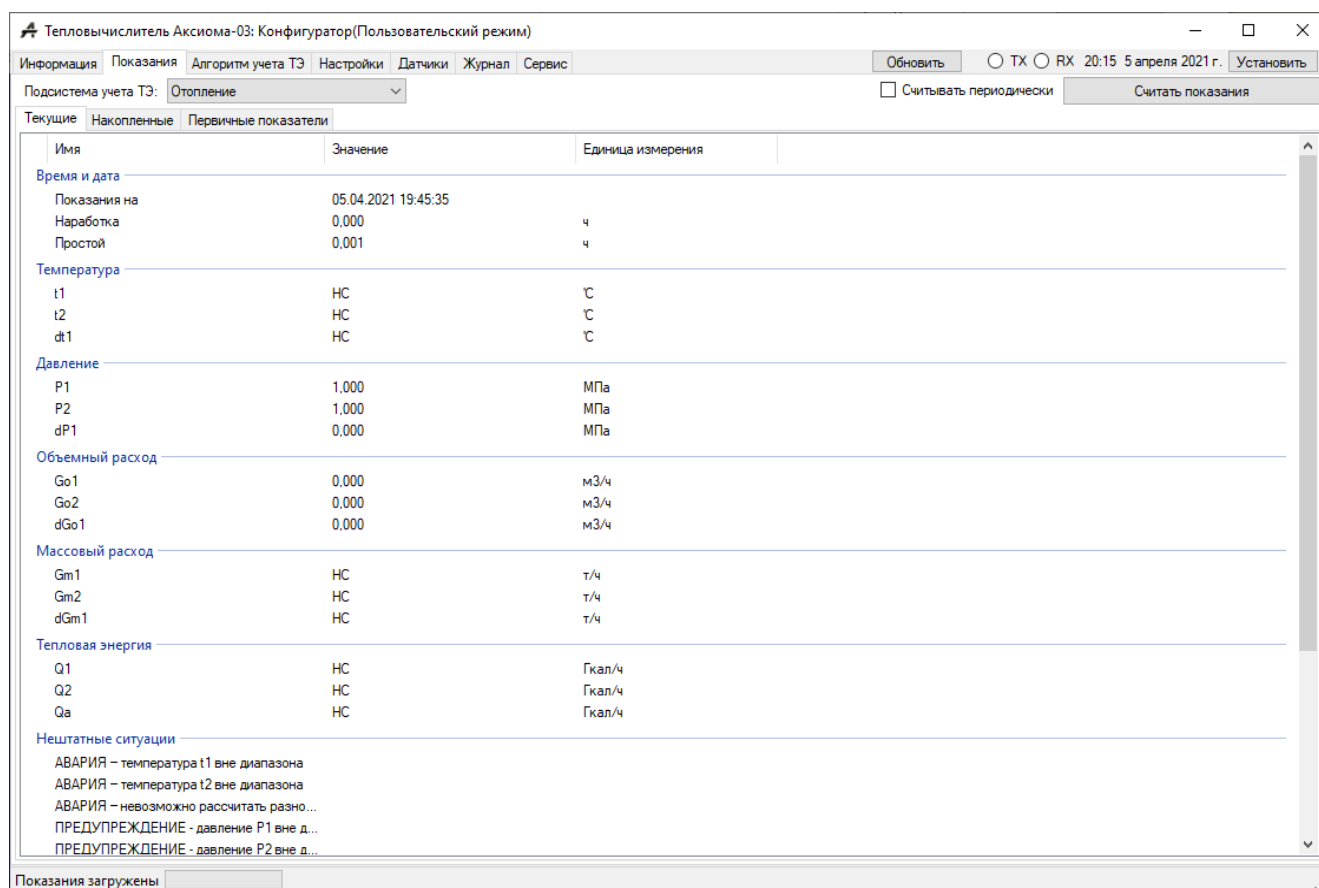 Тепловычислитель Аксиома-03: Конфигуратор(Пользовательский режим)
Информация Показания Алгоритм учета ТЭ Настройки Датчики Журнал Сервис Обновить TX RX 20:15 5 апреля 2021 г. Установить
Подсистема учета ТЭ: Отопление Считывать периодически Считать показания
Текущие Накопленные Первичные показатели
Имя Значение Единица измерения
Время и дата
Показания на 05.04.2021 19:45:35
Наработка 0,000 ч
Простой 0,001 ч
Температура
t1 НС °C
t2 НС °C
dt1 НС °C
Давление
P1 1,000 МПа
P2 1,000 МПа
dP1 0,000 МПа
Объемный расход
Go1 0,000 м3/ч
Go2 0,000 м3/ч
dGo1 0,000 м3/ч
Массовый расход
Gm1 НС т/ч
Gm2 НС т/ч
dGm1 НС т/ч
Тепловая энергия
Q1 НС Гкал/ч
Q2 НС Гкал/ч
Qa НС Гкал/ч
Нештатные ситуации
АВАРИЯ – температура t1 вне диапазона
АВАРИЯ – температура t2 вне диапазона
АВАРИЯ – невозможно рассчитать разно...
ПРЕДУПРЕЖДЕНИЕ - давление P1 вне д...
ПРЕДУПРЕЖДЕНИЕ - давление P2 вне д...
Показания загружены